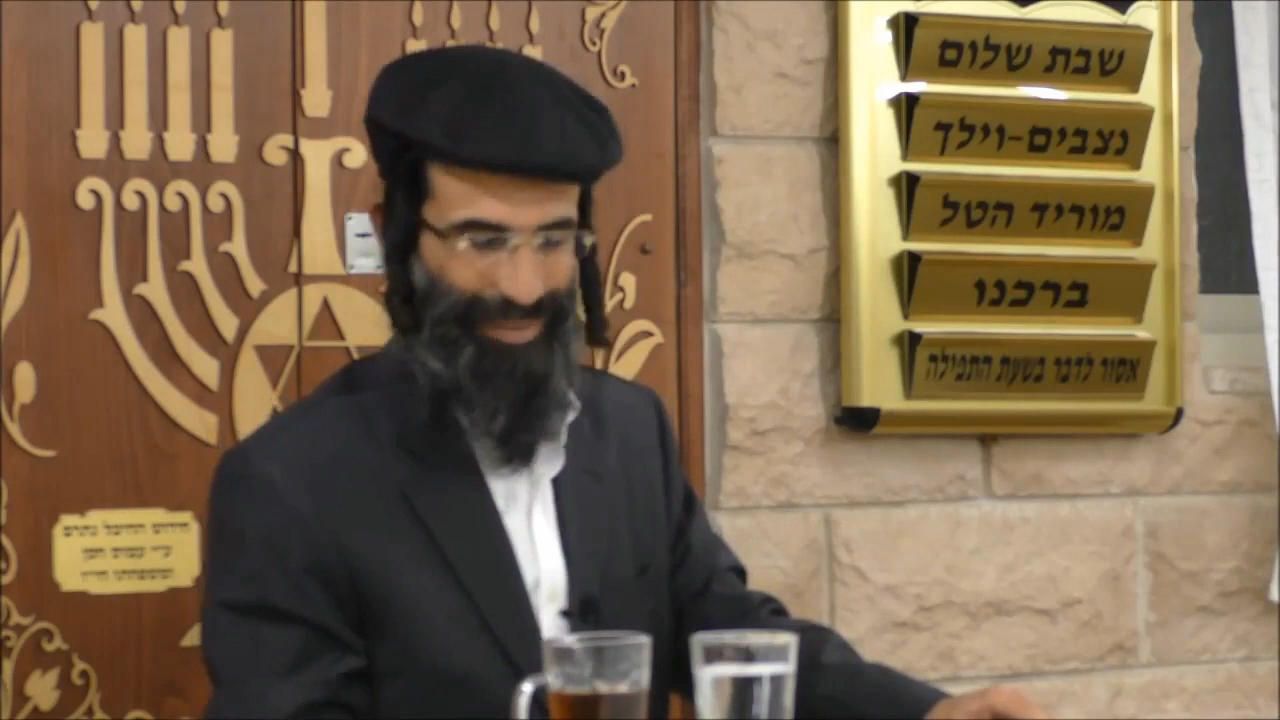 שבת שלום
נצבים-וילך
מוריד הטל
ברכנו
אסור לדבר בשעת התפילה
ע"י